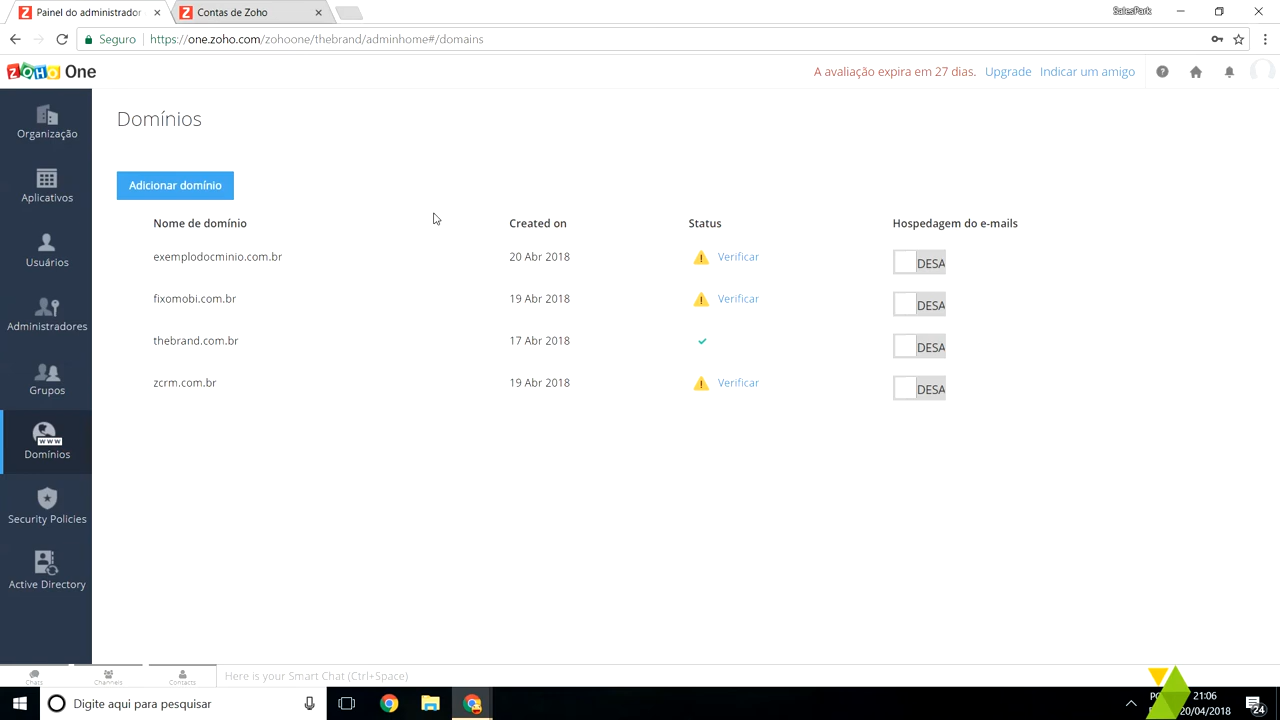 Painel do administrador
Contas de Zoho
SalesPark
Seguro
https://one.zoho.com/zohoone/thebrand/adminhome#/domains
ZOHO One
A avaliação expira em 27 dias. Upgrade Indicar um amigo
Organização
Aplicativos
Usuários
Administradores
Grupos
Domínios
Security Policies
Active Directory
Domínios
Adicionar domínio
Nome de domínio Created on Status Hospedagem do e-mails
exemplodocminio.com.br 20 Abr 2018 Verificar DESA
fixomobi.com.br 19 Abr 2018 Verificar DESA
thebrand.com.br 17 Abr 2018 DESA
zcrm.com.br 19 Abr 2018 Verificar DESA
Chats Channels Contacts Here is your Smart Chat (Ctrl+Space)
Digite aqui para pesquisar
21:06
20/04/2018
24